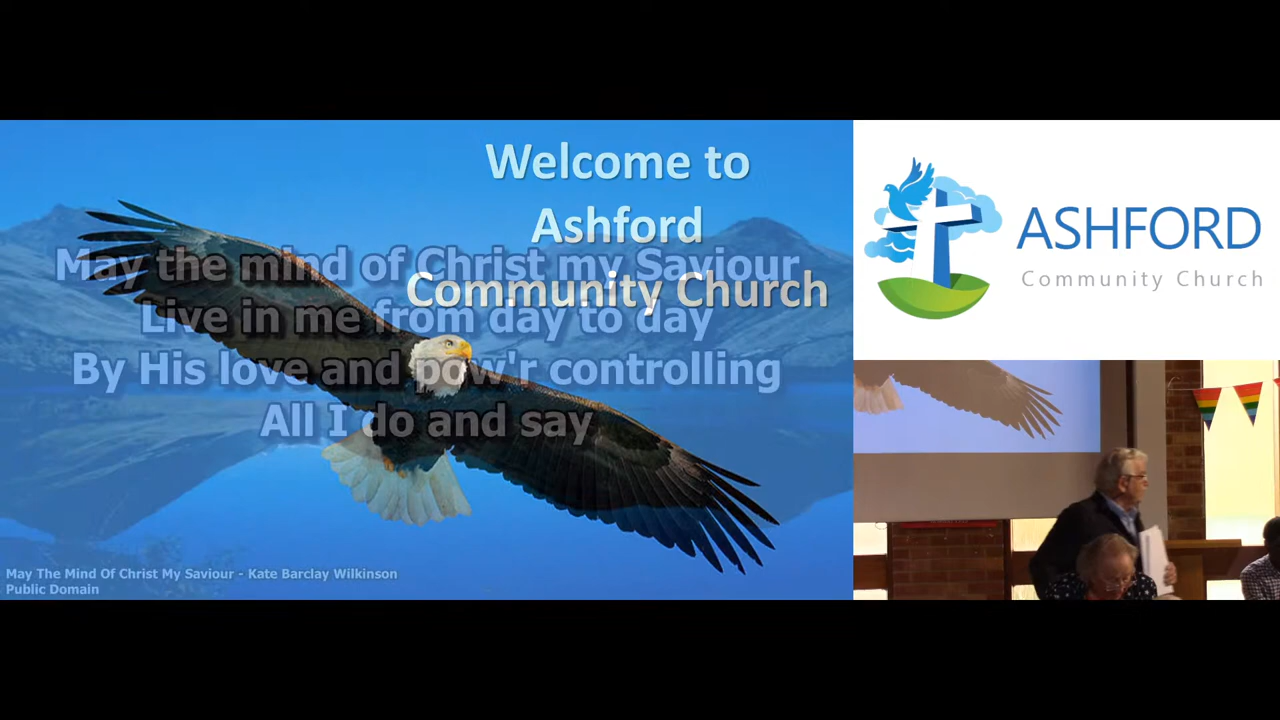 Welcome to
Ashford
Community Church
May the mind of Christ my Saviour
Live in me from day to day
By His love and pow'r controlling
All I do and say
May The Mind Of Christ My Saviour - Kate Barclay Wilkinson
Public Domain
ASHFORD
Community Church